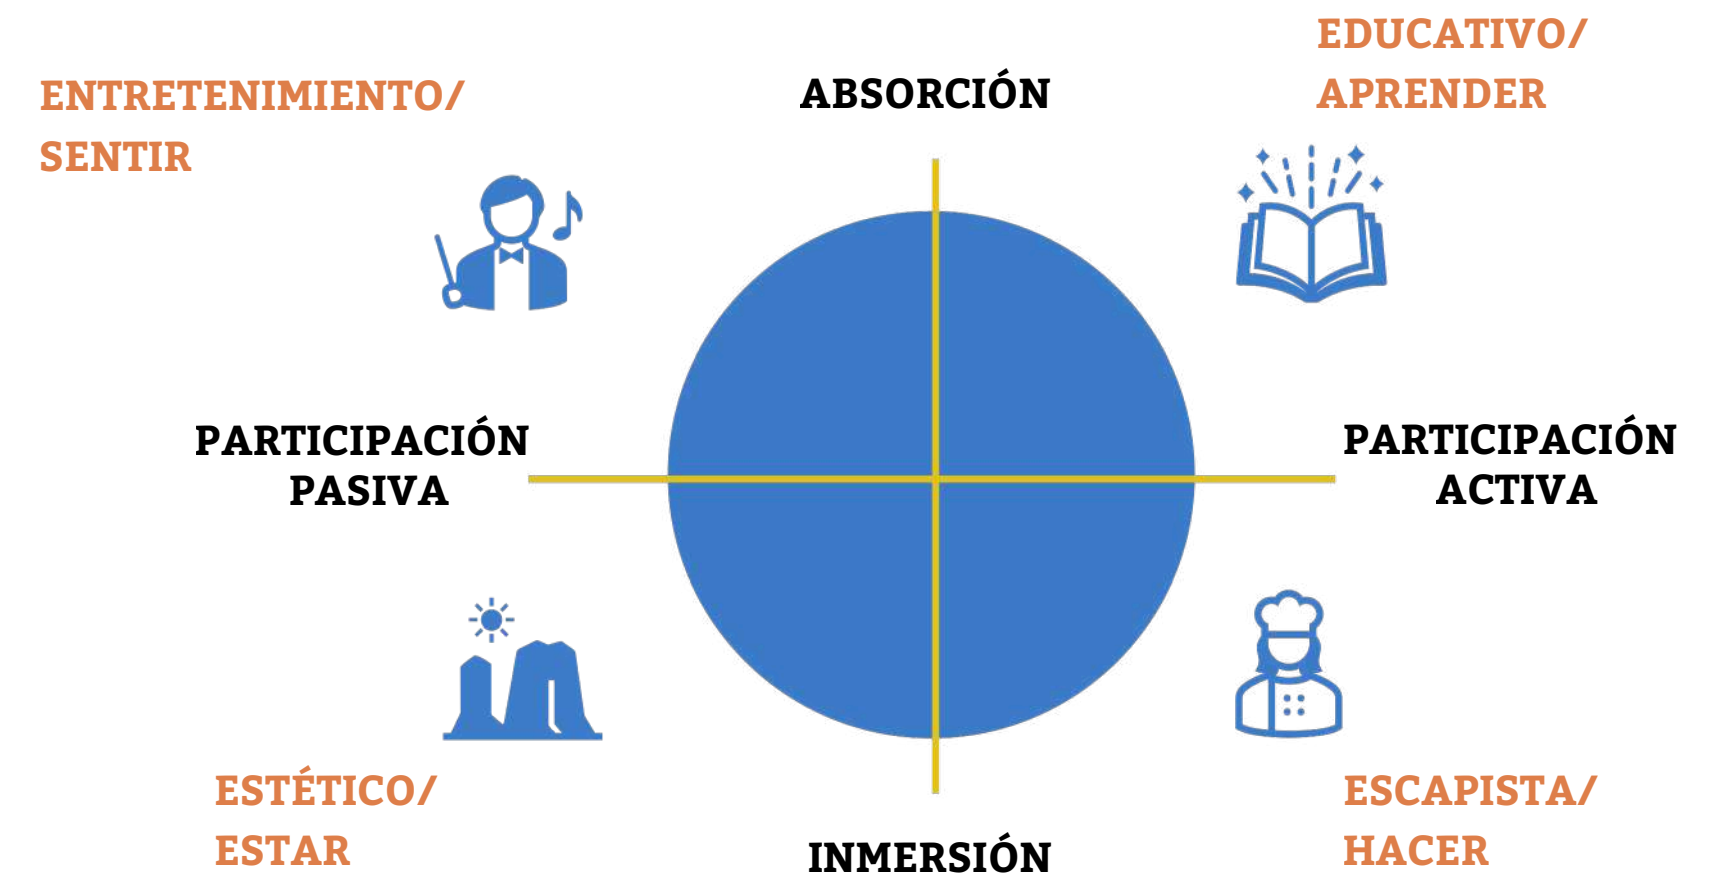 EDUCATIVO/
APRENDER
ENTRETENIMIENTO/
SENTIR
ABSORCIÓN
PARTICIPACIÓN
PASIVA
PARTICIPACIÓN
ACTIVA
ESTÉTICO/
ESTAR
INMERSIÓN
ESCAPISTA/
HACER